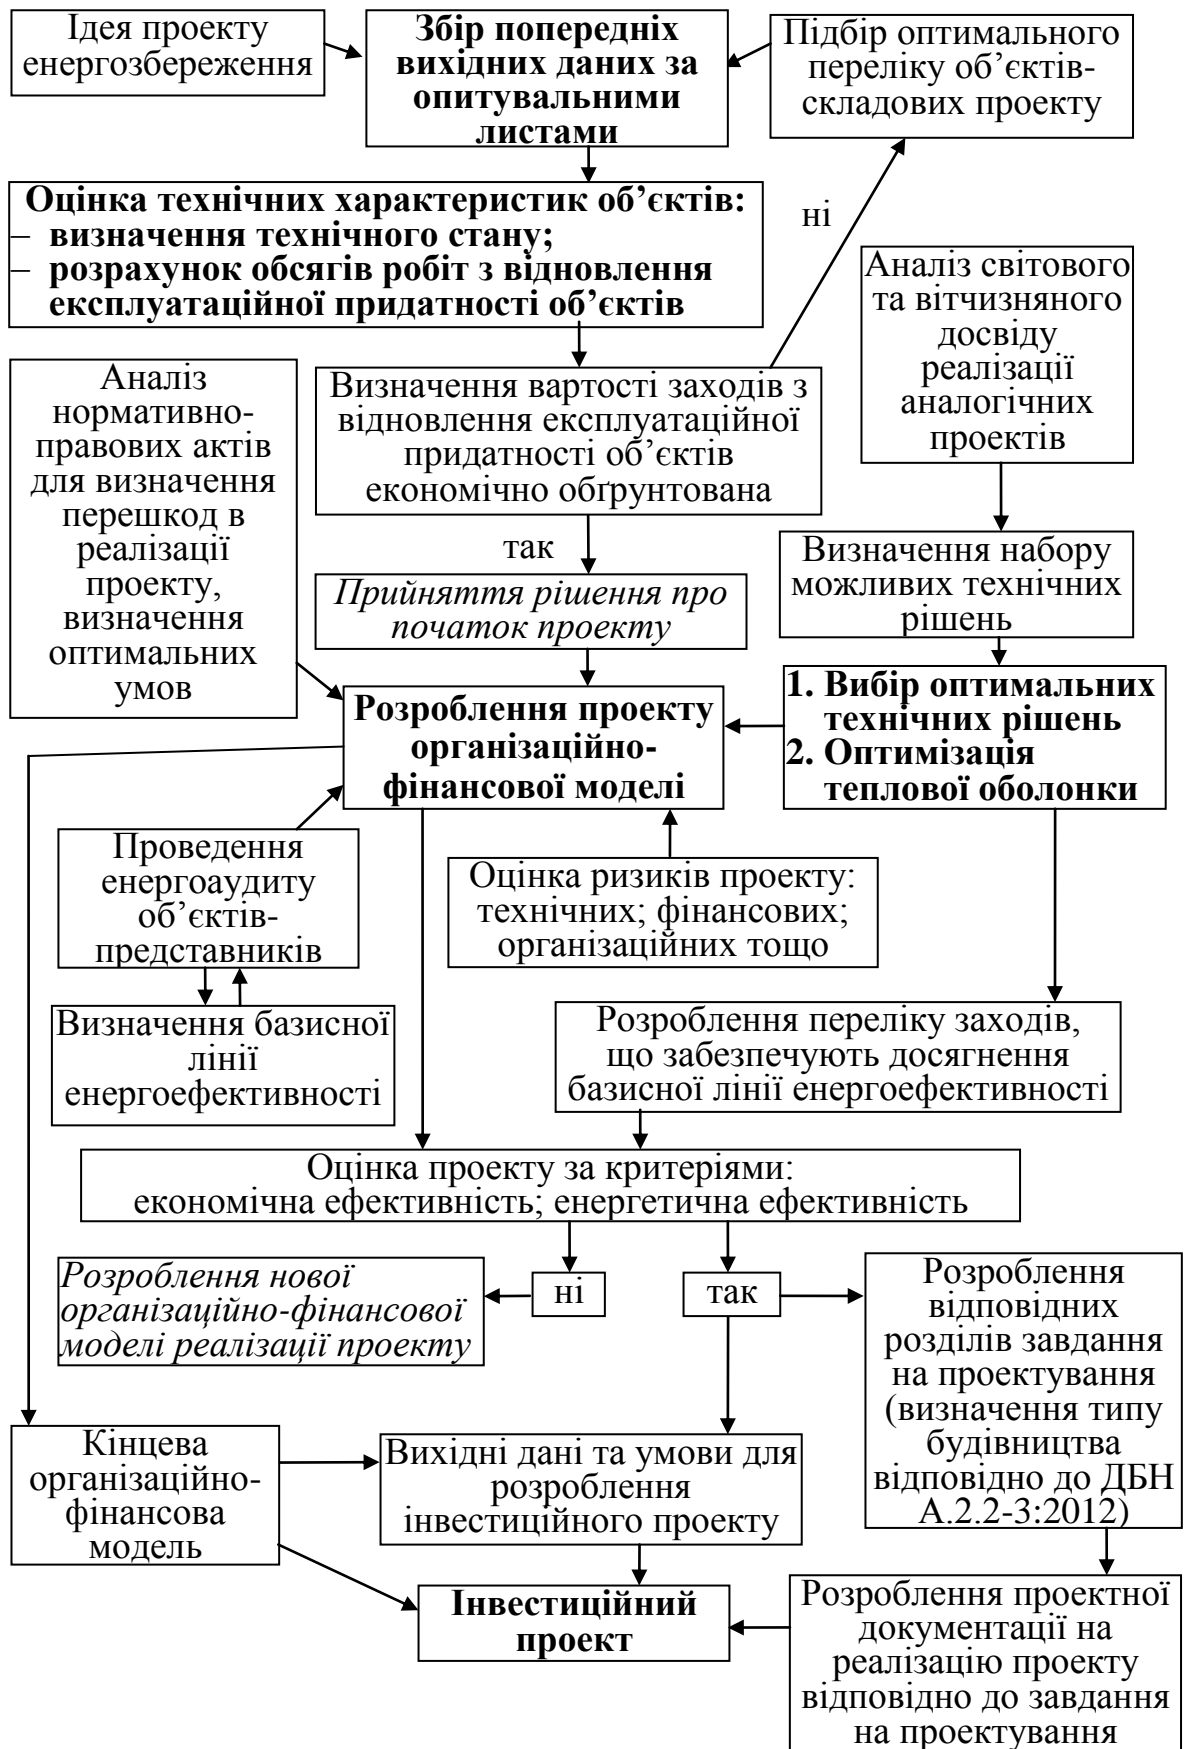 Ідея проекту
енергозбереження
Збір попередніх
вихідних даних за
опитувальними
листами
Підбір оптимального
переліку об’єктів-
складових проекту
Оцінка технічних характеристик об’єктів:
– визначення технічного стану;
– розрахунок обсягів робіт з відновлення
експлуатаційної придатності об’єктів
ні
Аналіз світового
та вітчизняного
досвіду
реалізації
аналогічних
проектів
Аналіз
нормативно-
правових актів
для визначення
перешкод в
реалізації
проекту,
визначення
оптимальних
умов
Визначення вартості заходів з
відновлення експлуатаційної
придатності об’єктів
економічно обґрунтована
так
Визначення набору
можливих технічних
рішень
Прийняття рішення про
початок проекту
Розроблення проекту
організаційно-
фінансової моделі
1. Вибір оптимальних
технічних рішень
2. Оптимізація
теплової оболонки
Проведення
енергоаудиту
об’єктів-
представників
Оцінка ризиків проекту:
технічних; фінансових;
організаційних тощо
Визначення базисної
лінії
енергоефективності
Розроблення переліку заходів,
що забезпечують досягнення
базисної лінії енергоефективності
Оцінка проекту за критеріями:
економічна ефективність; енергетична ефективність
Розроблення нової
організаційно-фінансової
моделі реалізації проекту
ні
так
Розроблення
відповідних
розділів завдання
на проектування
(визначення типу
будівництва
відповідно до ДБН
А.2.2-3:2012)
Кінцева
організаційно-
фінансова
модель
Вихідні дані та умови для
розроблення
інвестиційного проекту
Інвестиційний
проект
Розроблення проектної
документації на
реалізацію проекту
відповідно до завдання
на проектування